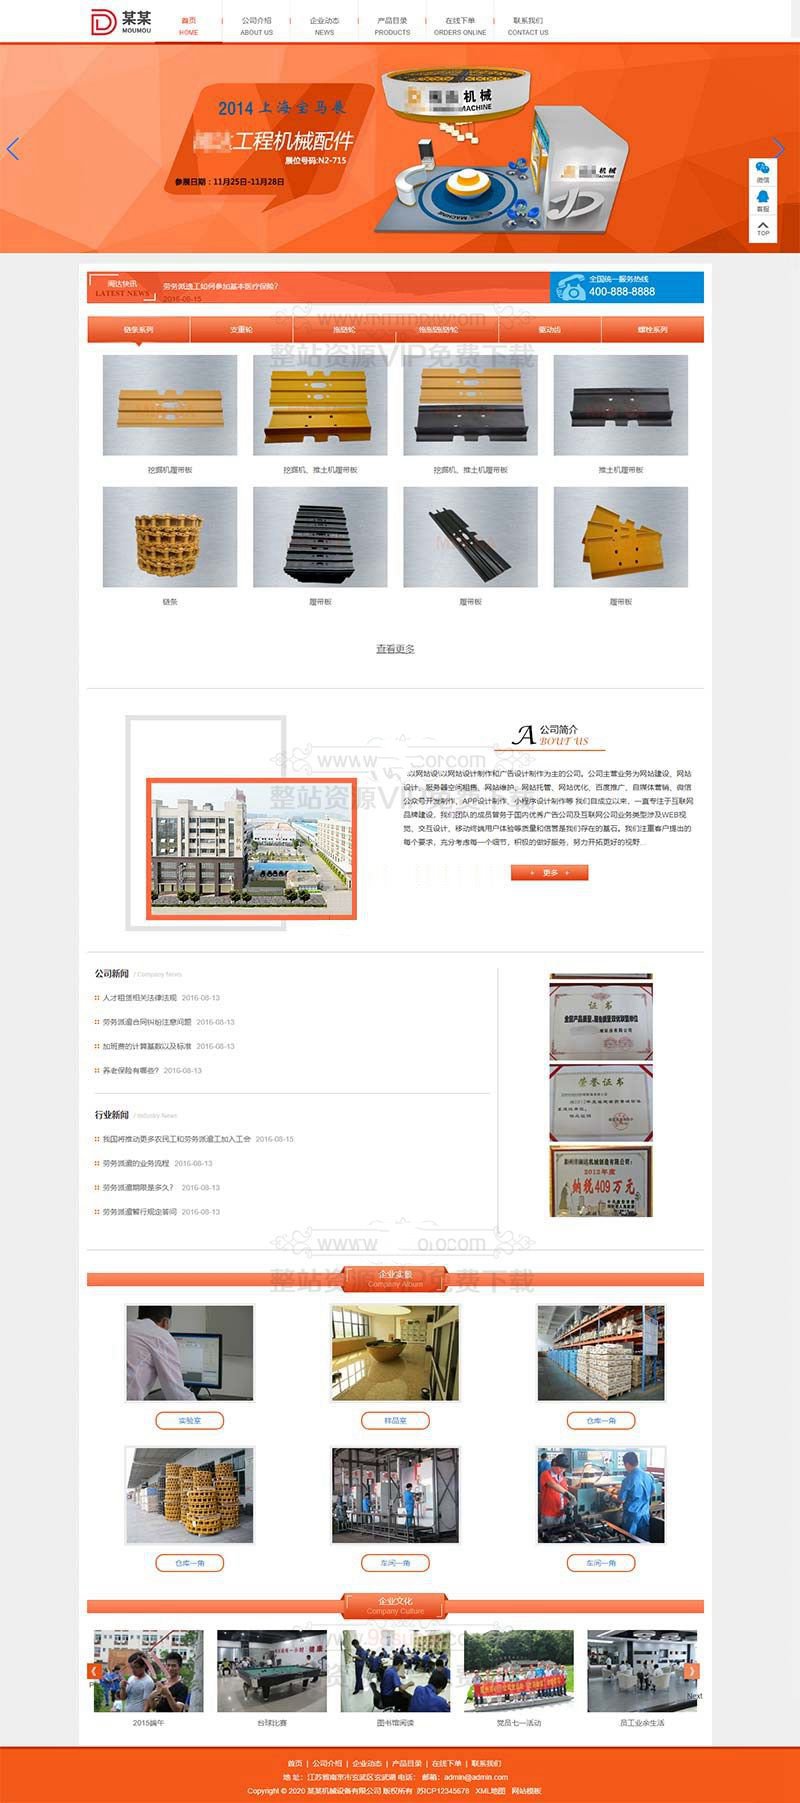 某某
MOUMOU
首页 公司介绍 企业动态 产品目录 在线下单 联系我们
HOME ABOUT US NEWS PRODUCTS ORDERS ONLINE CONTACT US
2014上海宝马展
工程机械配件
展位号码:N2-715
参展日期：11月25日-11月28日
机械
MACHINE
机械
MACHINE
微信
客服
TOP
周达快讯
LATEST NEWS
劳务派遣工如何参加基本医疗保险?
2016-08-15
全国统一服务热线
400-888-8888
链条系列 支重轮 拖链轮 拖链轮 驱动齿 螺栓系列
整站资源VIP免费下载
挖掘机履带板 挖掘机、推土机履带板 挖掘机、推土机履带板 推土机履带板
链条 履带板 履带板 履带板
查看更多
公司简介
ABOUT US
以网站设计制作和广告设计制作为主的公司。公司主营业务为网站建设、网站
设计、服务器空间租售、网站维护、网站托管、网站优化、百度推广、自媒体营销、微信
公众号开发制作、APP设计制作、小程序设计制作等 我们自成立以来，一直专注于互联网
品牌建设，我们团队的成员曾务于国内优秀广告公司及互联网公司业务类型涉及WEB视
觉、交互设计、移动终端用户体验等质量和信誉是我们存在的基石。我们注重客户提出的
每个要求，充分考虑每一个细节，积极的做好服务，努力开拓更好的视野...
+ 更多 +
整站资源VIP免费下载
公司新闻 / Company News
人才租赁相关法律法规 2016-08-13
劳务派遣合同纠纷注意问题 2016-08-13
加班费的计算基数以及标准 2016-08-13
养老保险有哪些? 2016-08-13
行业新闻 / Industry News
我国将推动更多农民工和劳务派遣工加入工会 2016-08-15
劳务派遣的业务流程 2016-08-13
劳务派遣期限是多久? 2016-08-13
劳务派遣暂行规定答问 2016-08-13
证书
荣誉证书
2012年度
纳税409万元
整站资源VIP免费下载
企业实景
Company Album
实验室 样品室 仓库一角
仓库一角 车间一角 车间一角
企业文化
Company Culture
Next
2015端午 台球比赛 图书馆阅读 党员七一活动 员工业余生活
首页 | 公司介绍 | 企业动态 | 产品目录 | 在线下单 | 联系我们
地 址：江苏省南京市玄武区玄武湖 电话： 邮箱：admin@admin.com
Copyright © 2020 某某机械设备有限公司 版权所有 苏ICP12345678 XML地图 网站模板